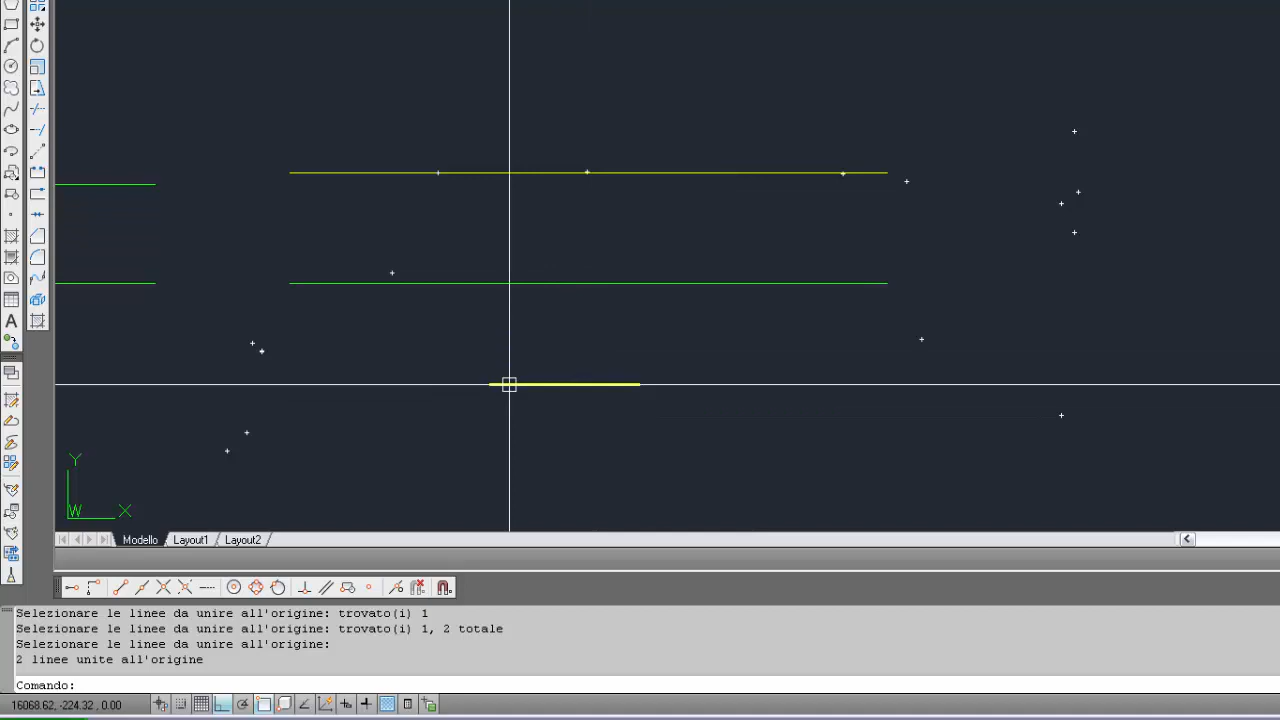 Y
W X
Modello Layout1 Layout2
A
Selezionare le linee da unire all'origine: trovato(i) 1
Selezionare le linee da unire all'origine: trovato(i) 1, 2 totale
Selezionare le linee da unire all'origine:
2 linee unite all'origine
Comando:
16068.62, -224.32, 0.00